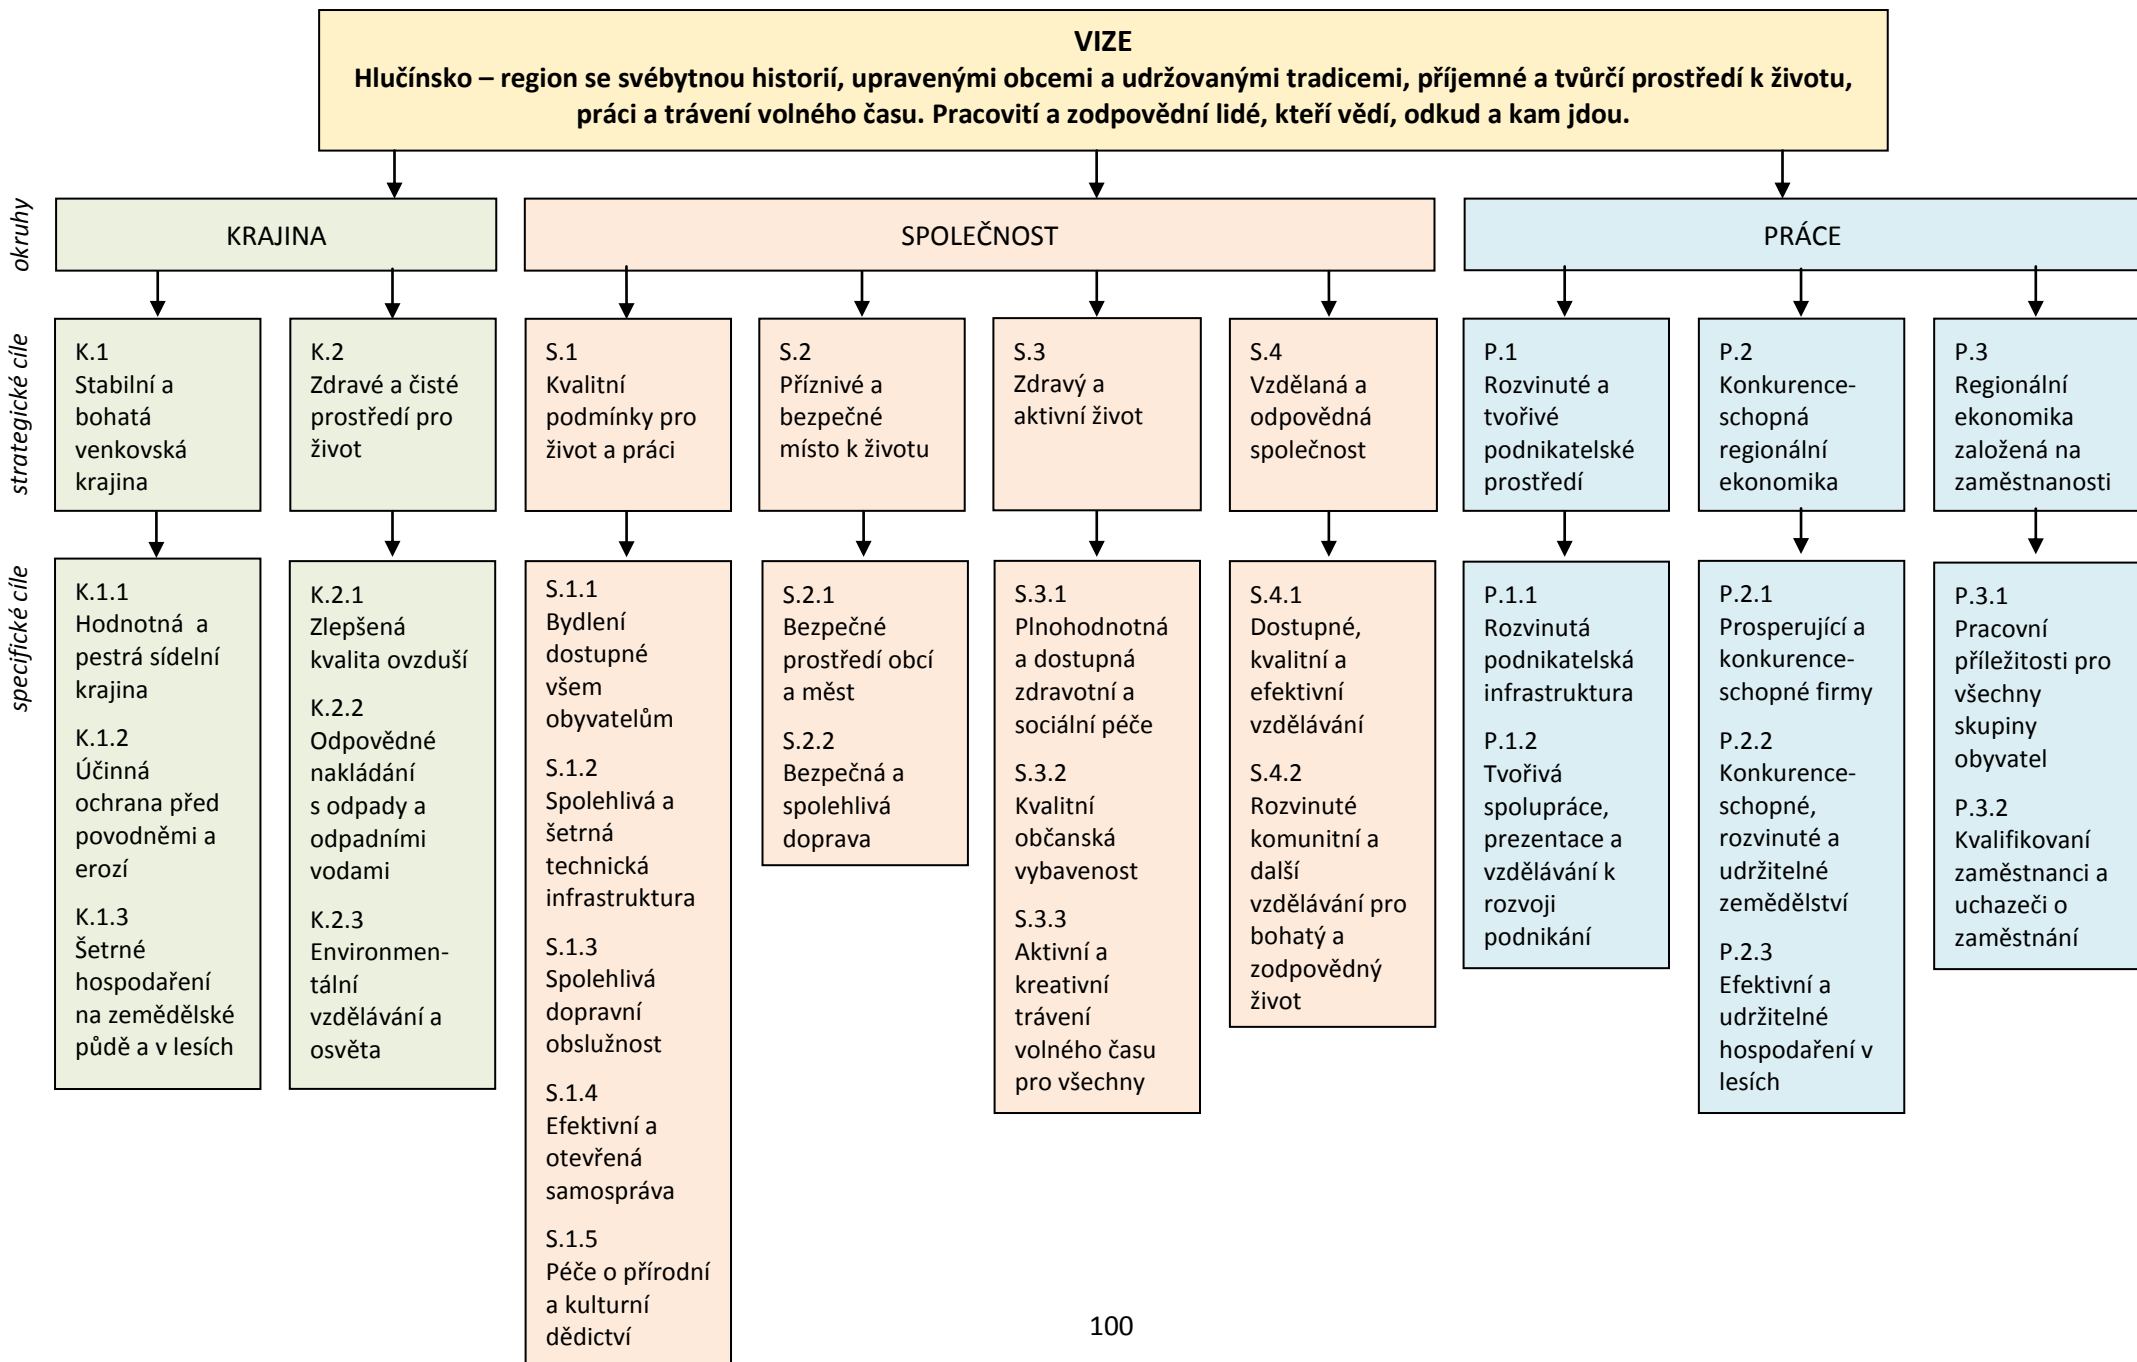 VIZE
Hlučínsko – region se svébytnou historií, upravenými obcemi a udržovanými tradicemi, příjemné a tvůrčí prostředí k životu,
práci a trávení volného času. Pracovití a zodpovědní lidé, kteří vědí, odkud a kam jdou.
okruhy
KRAJINA
SPOLEČNOST
PRÁCE
strategické cíle
K.1
Stabilní a
bohatá
venkovská
krajina
K.2
Zdravé a čisté
prostředí pro
život
S.1
Kvalitní
podmínky pro
život a práci
S.2
Příznivé a
bezpečné
místo k životu
S.3
Zdravý a
aktivní život
S.4
Vzdělaná a
odpovědná
společnost
P.1
Rozvinuté a
tvořivé
podnikatelské
prostředí
P.2
Konkurence-
schopná
regionální
ekonomika
P.3
Regionální
ekonomika
založená na
zaměstnanosti
specifické cíle
K.1.1
Hodnotná a
pestrá sídelní
krajina
K.1.2
Účinná
ochrana před
povodněmi a
erozí
K.1.3
Šetrné
hospodaření
na zemědělské
půdě a v lesích
K.2.1
Zlepšená
kvalita ovzduší
K.2.2
Odpovědné
nakládání
s odpady a
odpadními
vodami
K.2.3
Environmen-
tální
vzdělávání a
osvěta
S.1.1
Bydlení
dostupné
všem
obyvatelům
S.1.2
Spolehlivá a
šetrná
technická
infrastruktura
S.1.3
Spolehlivá
dopravní
obslužnost
S.1.4
Efektivní a
otevřená
samospráva
S.1.5
Péče o přírodní
a kulturní
dědictví
S.2.1
Bezpečné
prostředí obcí
a měst
S.2.2
Bezpečná a
spolehlivá
doprava
S.3.1
Plnohodnotná
a dostupná
zdravotní a
sociální péče
S.3.2
Kvalitní
občanská
vybavenost
S.3.3
Aktivní a
kreativní
trávení
volného času
pro všechny
S.4.1
Dostupné,
kvalitní a
efektivní
vzdělávání
S.4.2
Rozvinuté
komunitní a
další
vzdělávání pro
bohatý a
zodpovědný
život
P.1.1
Rozvinutá
podnikatelská
infrastruktura
P.1.2
Tvořivá
spolupráce,
prezentace a
vzdělávání k
rozvoji
podnikání
P.2.1
Prosperující a
konkurence-
schopné firmy
P.2.2
Konkurence-
schopné,
rozvinuté a
udržitelné
zemědělství
P.2.3
Efektivní a
udržitelné
hospodaření v
lesích
P.3.1
Pracovní
příležitosti pro
všechny
skupiny
obyvatel
P.3.2
Kvalifikovaní
zaměstnanci a
uchazeči o
zaměstnání
100